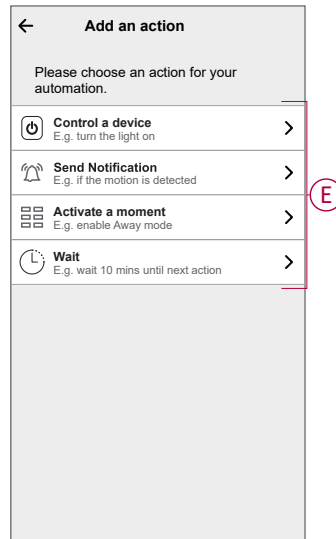 Add an action
Please choose an action for your
automation.
Control a device
E.g. turn the light on
Send Notification
E.g. if the motion is detected
E
Activate a moment
E.g. enable Away mode
Wait
E.g. wait 10 mins until next action